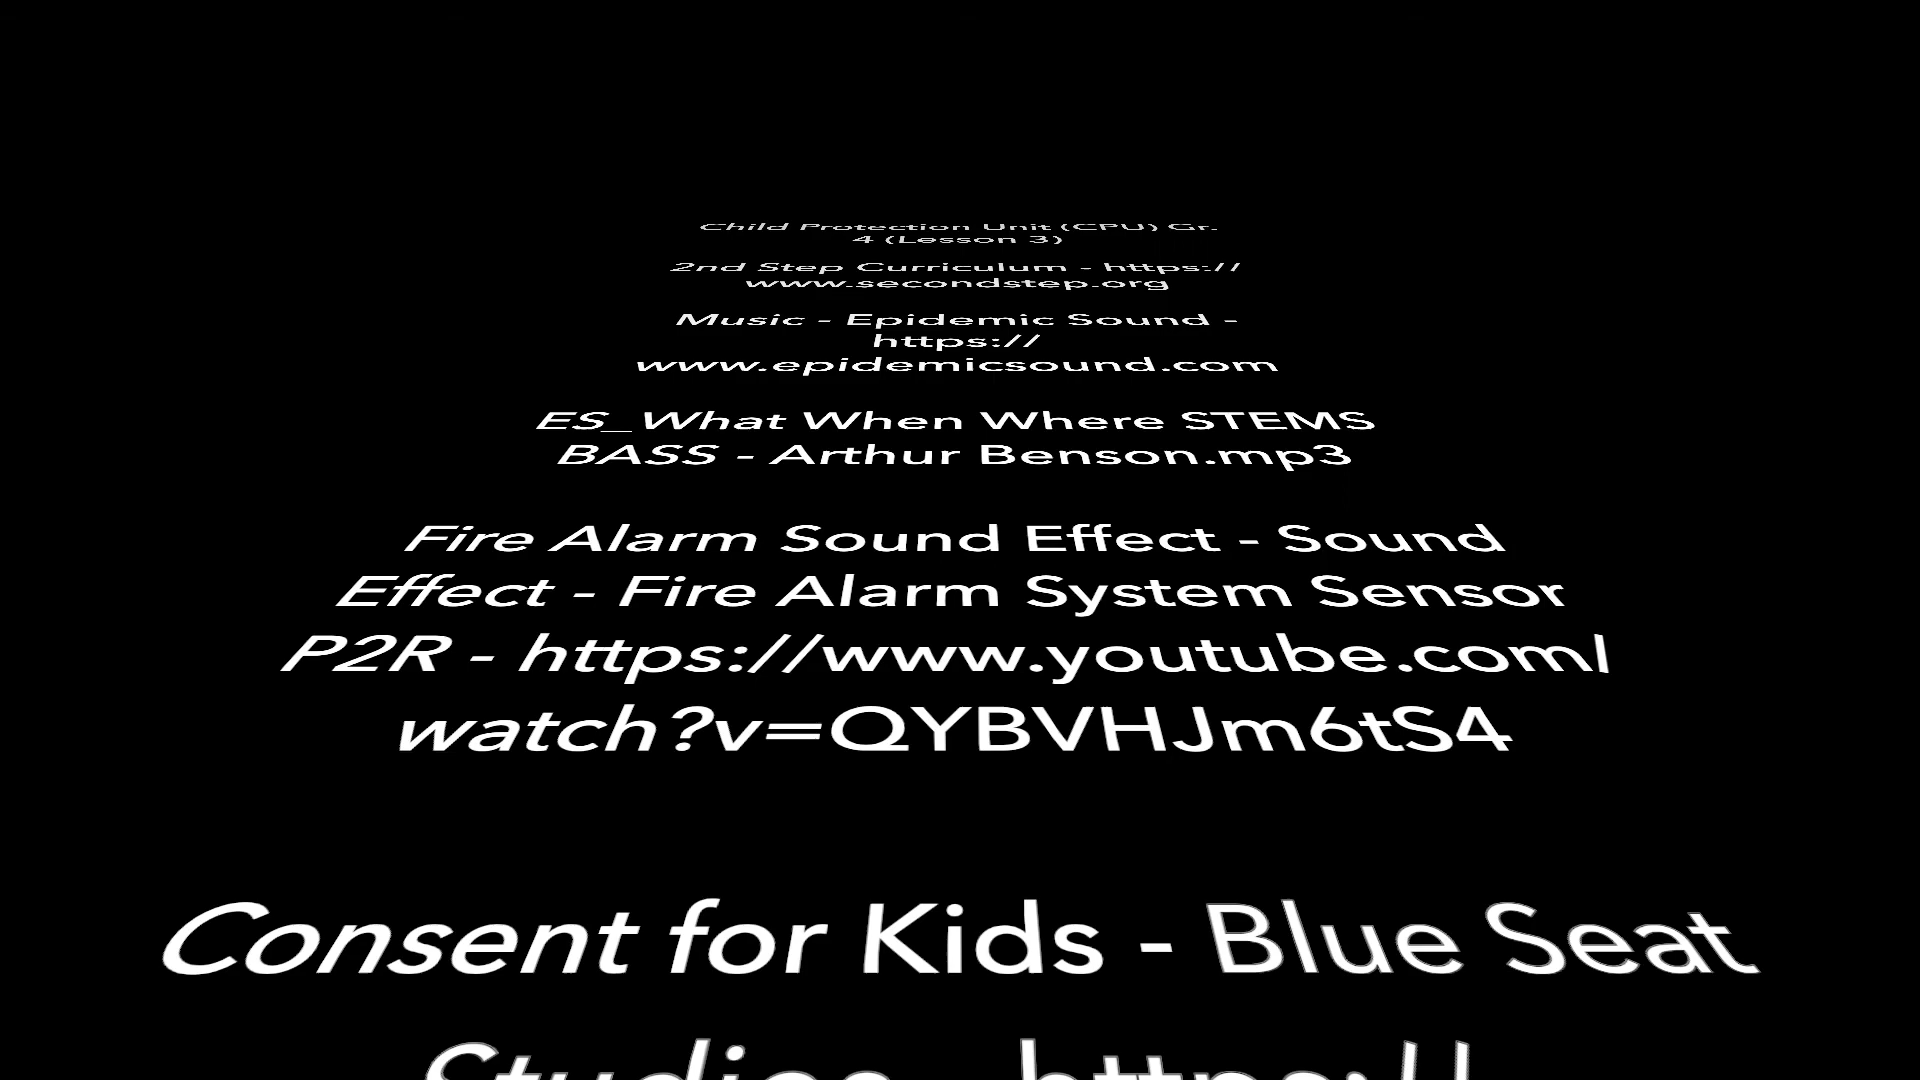 Child Protection Unit (CPU) Gr.
4 (Lesson 3)
2nd Step Curriculum - https://
www.secondstep.org
Music - Epidemic Sound -
https://
www.epidemicsound.com
ES_What When Where STEMS
BASS - Arthur Benson.mp3
Fire Alarm Sound Effect - Sound
Effect - Fire Alarm System Sensor
P2R - https://www.youtube.com/
watch?v=QYBVHJm6tS4
Consent for Kids - Blue Seat
Studios - https://